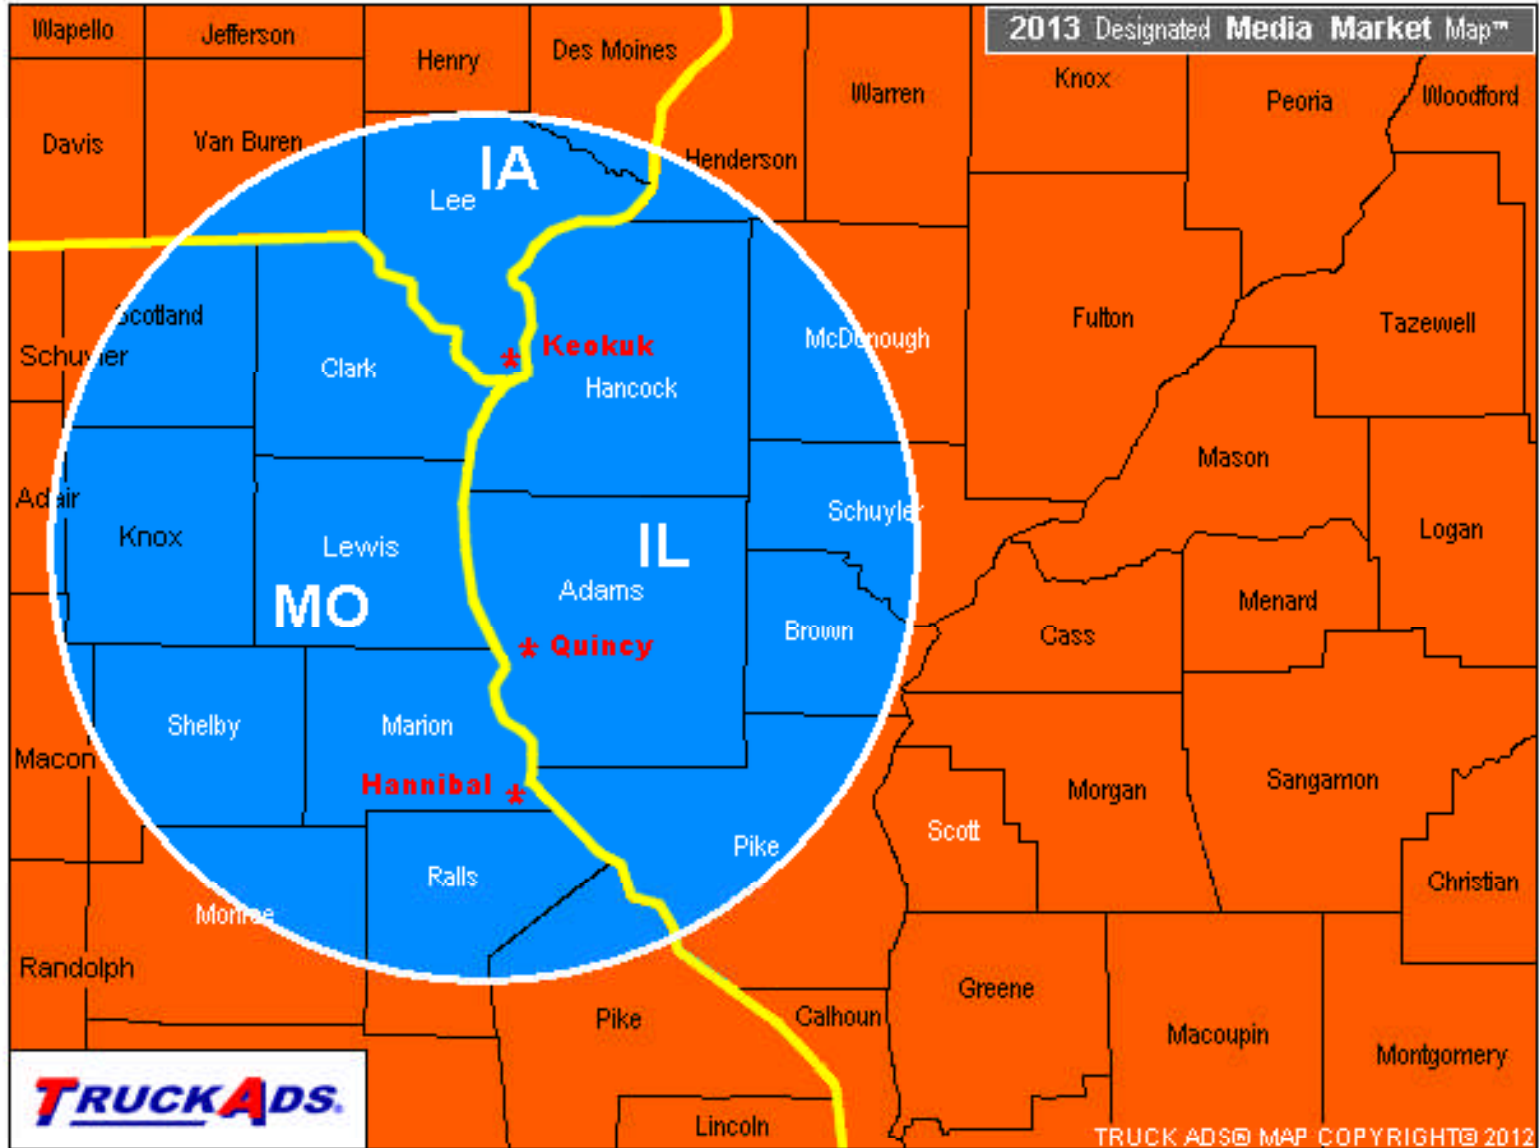 2013 Designated Media Market Map™
Wapello
Jefferson
Henry
Des Moines
Warren
Knox
Peoria
Woodford
Davis
Van Buren
Henderson
IA
Lee
Scotland
Schuyler
Clark
Keokuk
Hancock
McDonough
Fulton
Tazewell
Adair
Knox
Lewis
MO
IL
Adams
Schuyler
Mason
Logan
Quincy
Brown
Cass
Menard
Shelby
Marion
Macon
Hannibal
Morgan
Sangamon
Scott
Pike
Ralls
Christian
Monroe
Randolph
Greene
Pike
Calhoun
Macoupin
Montgomery
Lincoln
TRUCKADS.
TRUCK ADS® MAP COPYRIGHT© 2012